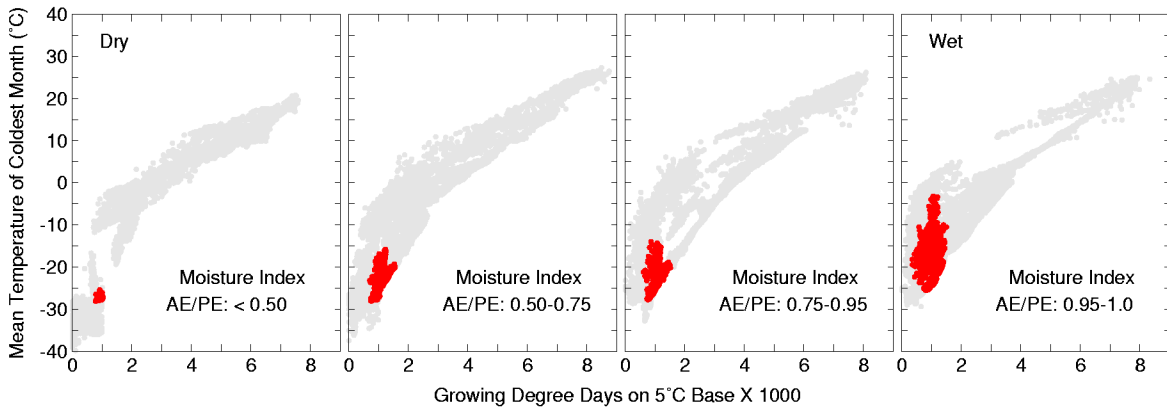 Mean Temperature of Coldest Month (˚C)
40
30
20
10
0
-10
-20
-30
-40
Dry
Moisture Index
AE/PE: < 0.50
0 2 4 6 8
Moisture Index
AE/PE: 0.50-0.75
0 2 4 6 8
Moisture Index
AE/PE: 0.75-0.95
0 2 4 6 8
Wet
Moisture Index
AE/PE: 0.95-1.0
0 2 4 6 8
Growing Degree Days on 5˚C Base X 1000